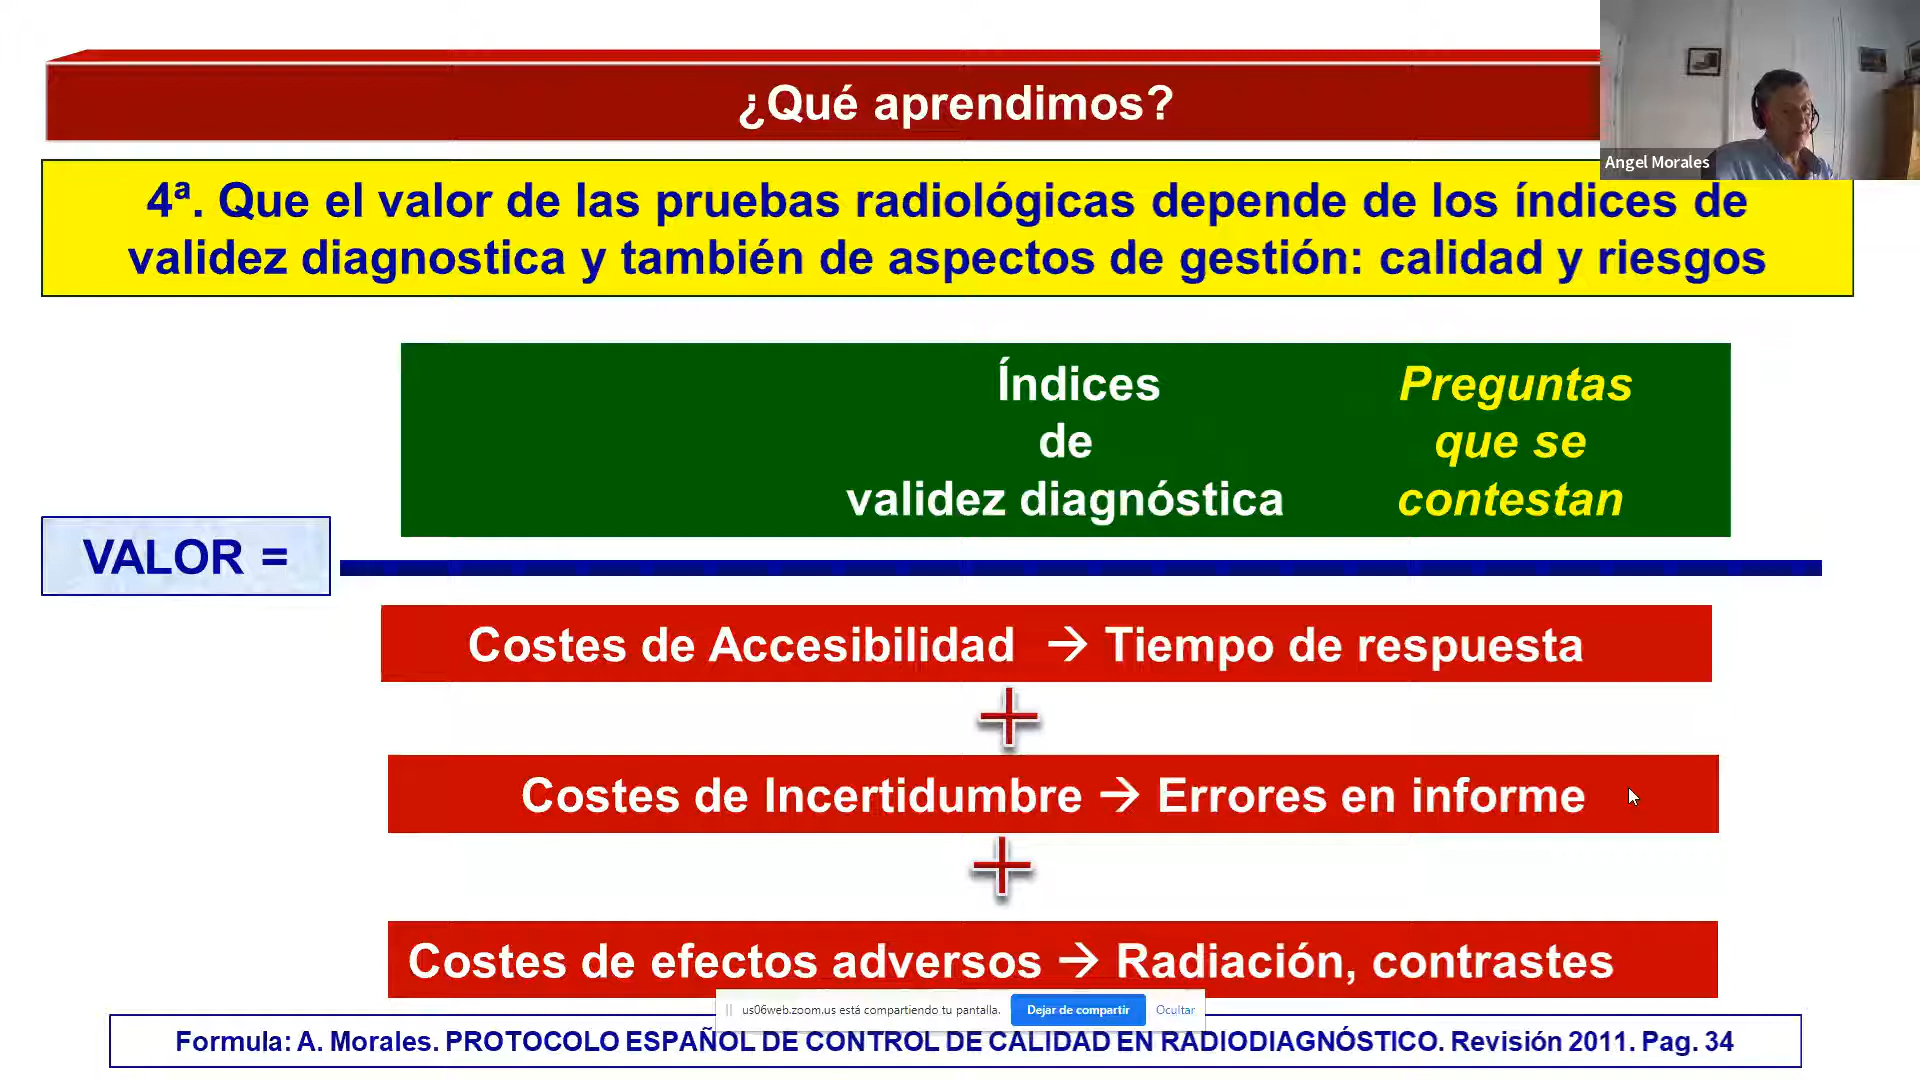 ¿Qué aprendimos?
Angel Morales
4ª. Que el valor de las pruebas radiológicas depende de los índices de
validez diagnostica y también de aspectos de gestión: calidad y riesgos
Índices
de
validez diagnóstica
Preguntas
que se
contestan
VALOR =
Costes de Accesibilidad → Tiempo de respuesta
+
Costes de Incertidumbre → Errores en informe
+
Costes de efectos adversos → Radiación, contrastes
us06web.zoom.us está compartiendo tu pantalla. Dejar de compartir Ocultar
Formula: A. Morales. PROTOCOLO ESPAÑOL DE CONTROL DE CALIDAD EN RADIODIAGNÓSTICO. Revisión 2011. Pag. 34